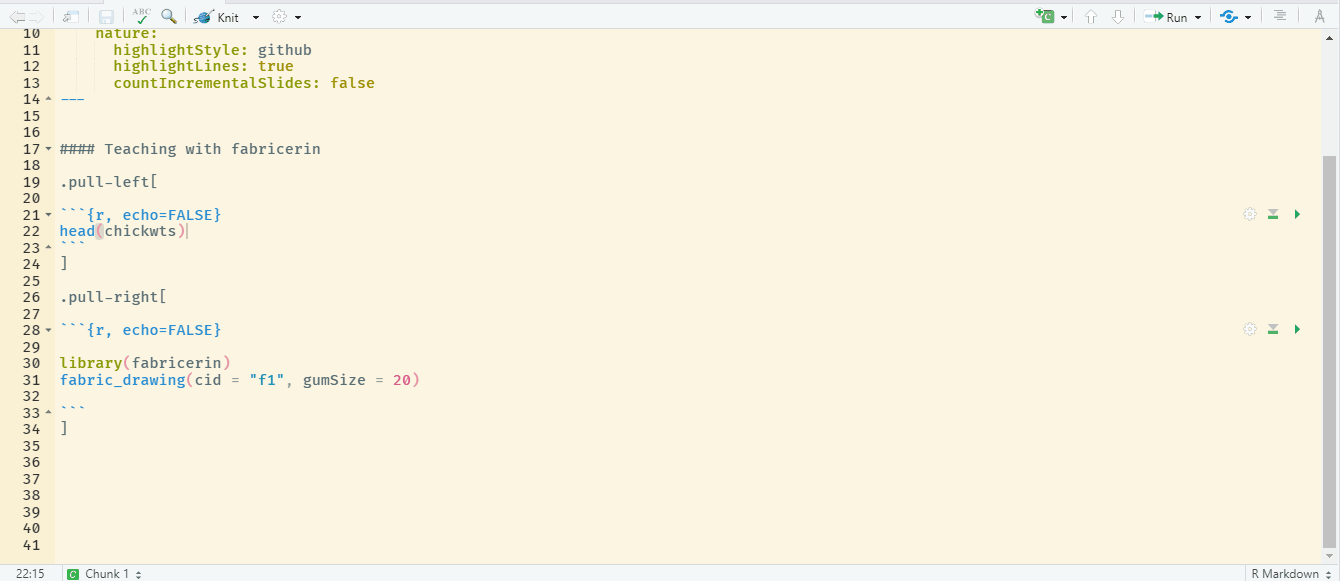 ABC Knit Run
10 nature:
11 highlightStyle: github
12 highlightLines: true
13 countIncrementalSlides: false
14 ---
15
16
17 #### Teaching with fabricerin
18
19 .pull-left[
20
21 ```{r, echo=FALSE}
22 head(chickwts)
23 ```
24 ]
25
26 .pull-right[
27
28 ```{r, echo=FALSE}
29
30 library(fabricerin)
31 fabric_drawing(cid = "f1", gumSize = 20)
32
33 ```
34 ]
35
36
37
38
39
40
41
22:15 C Chunk 1 R Markdown